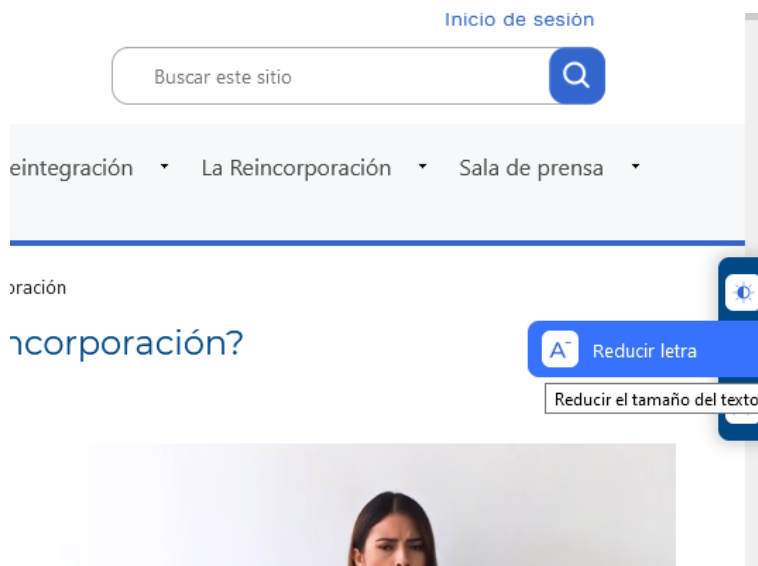 Inicio de sesión
Buscar este sitio
eintegración La Reincorporación Sala de prensa
oración
ncorporación?
A- Reducir letra
Reducir el tamaño del texto